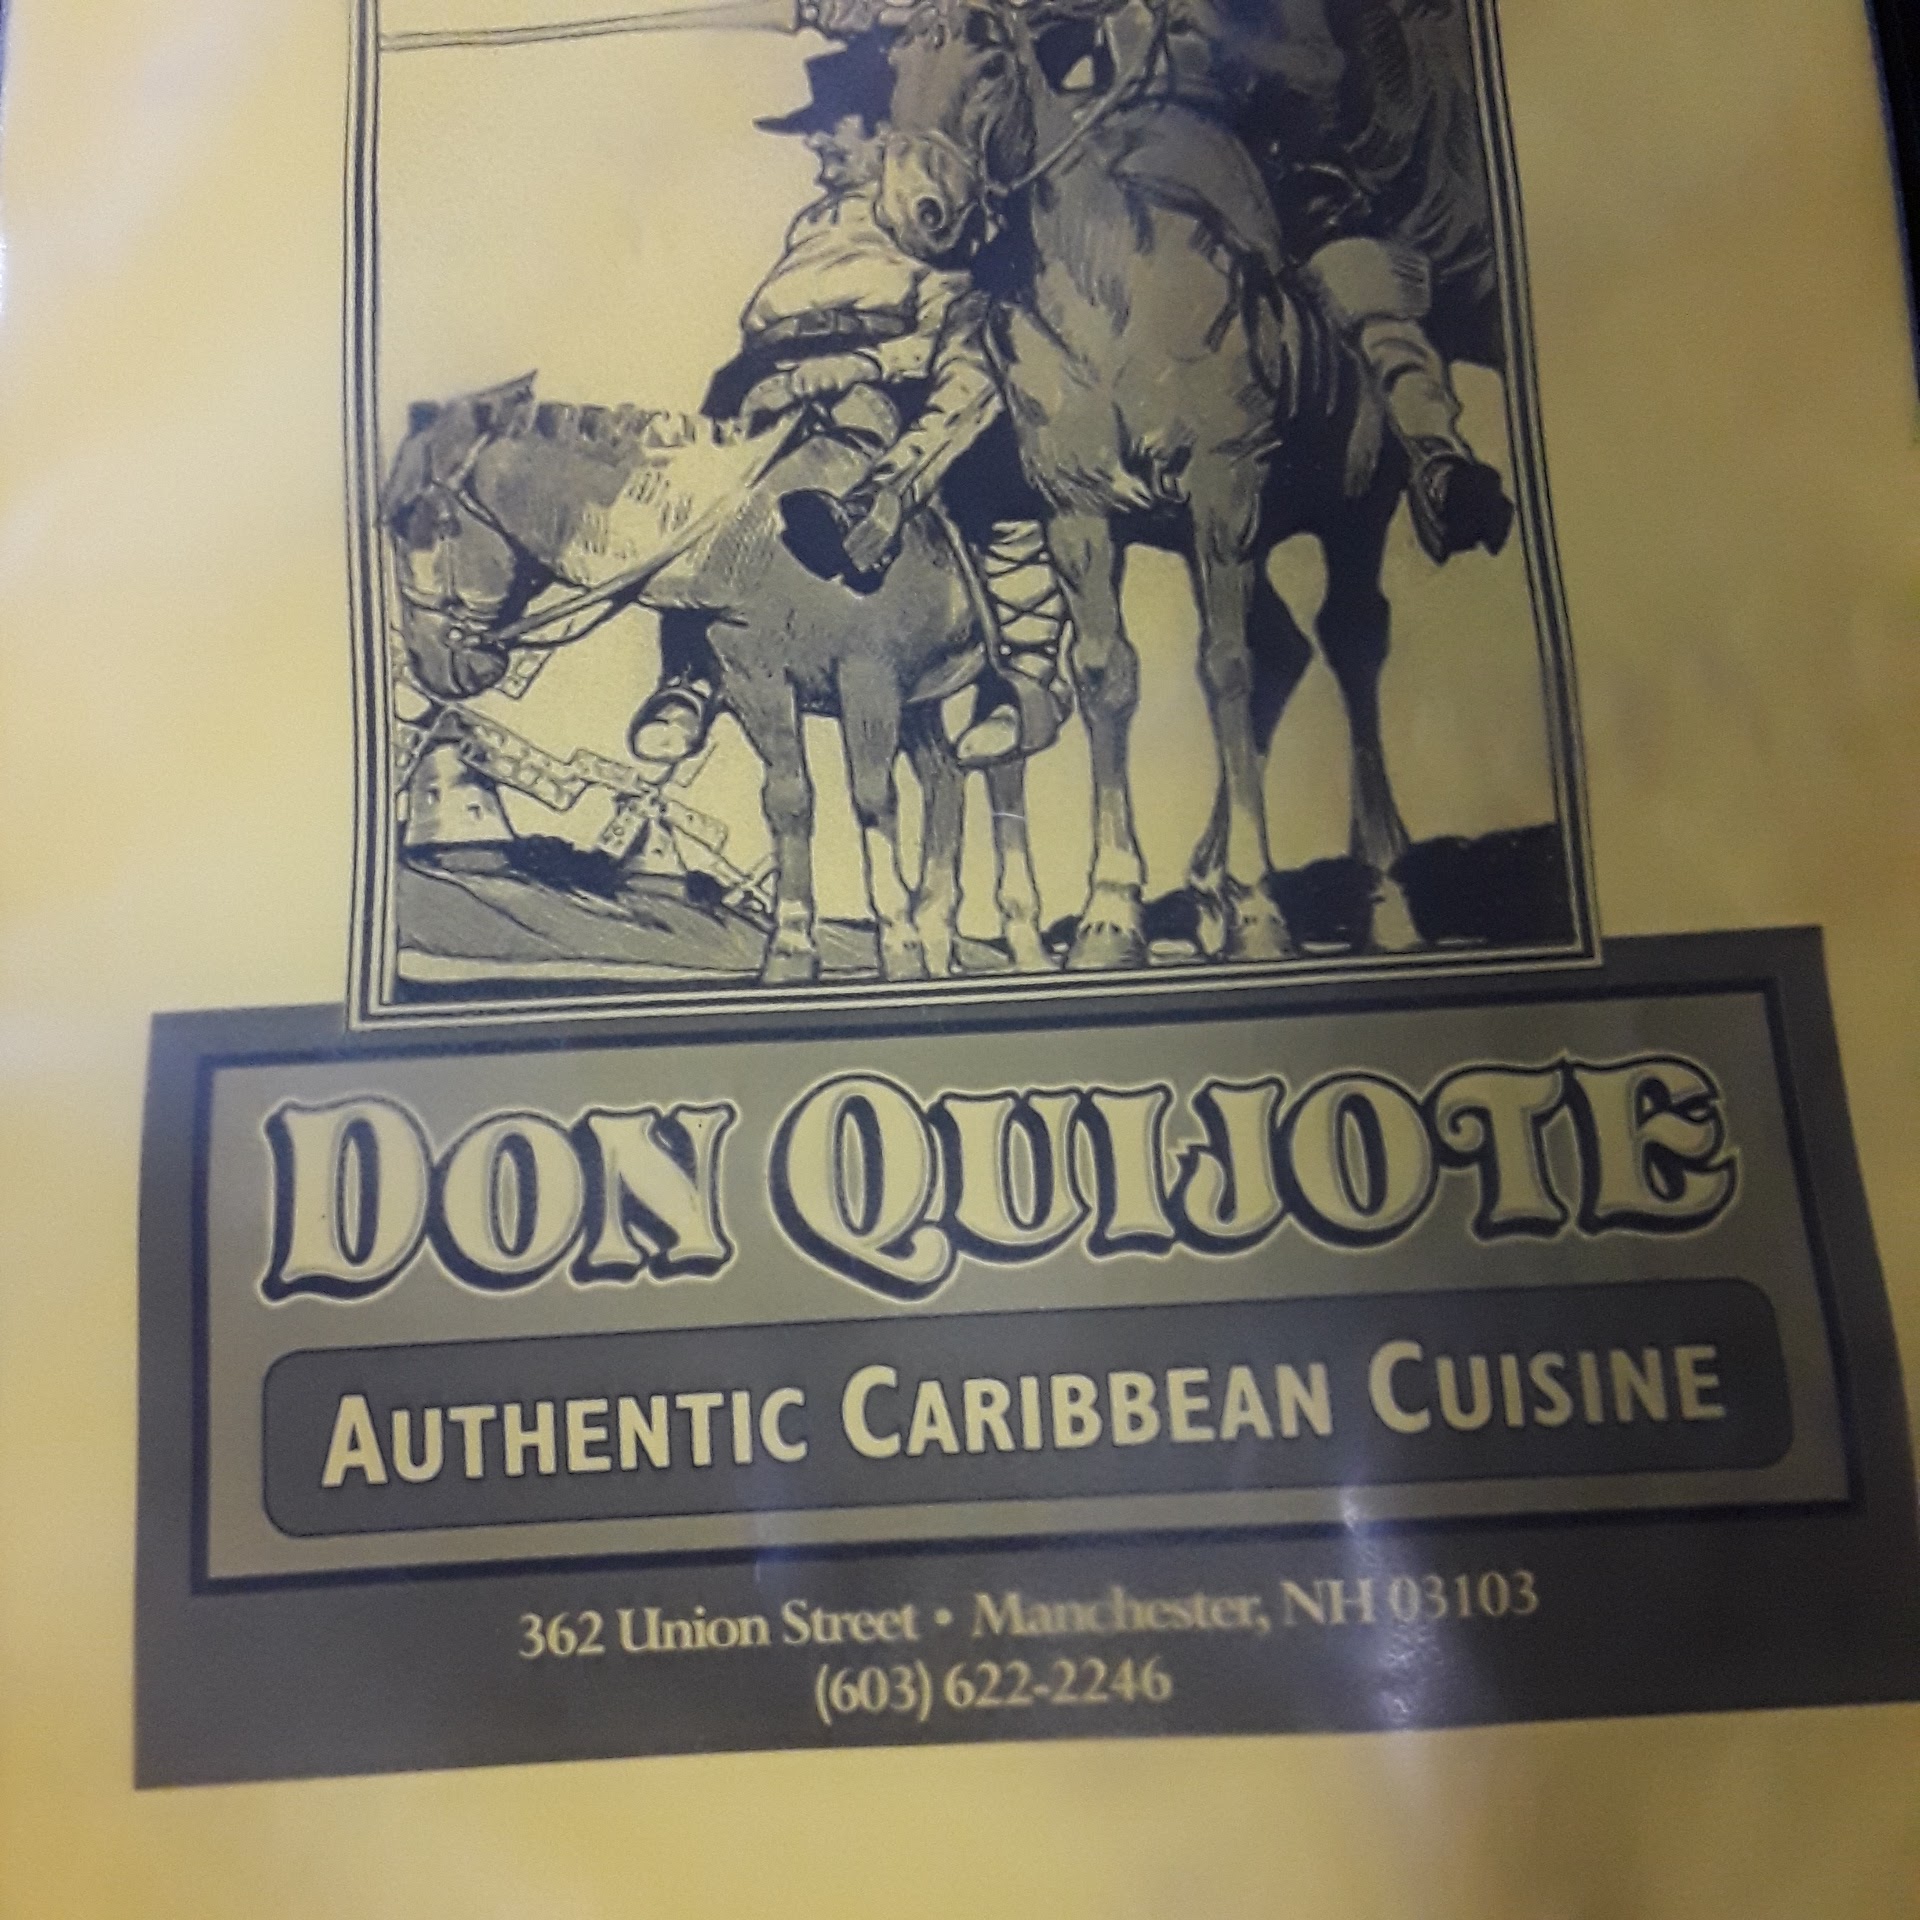 DON QUIJOTE
AUTHENTIC CARIBBEAN CUISINE
362 Union Street • Manchester, NH 03103
(603) 622-2246